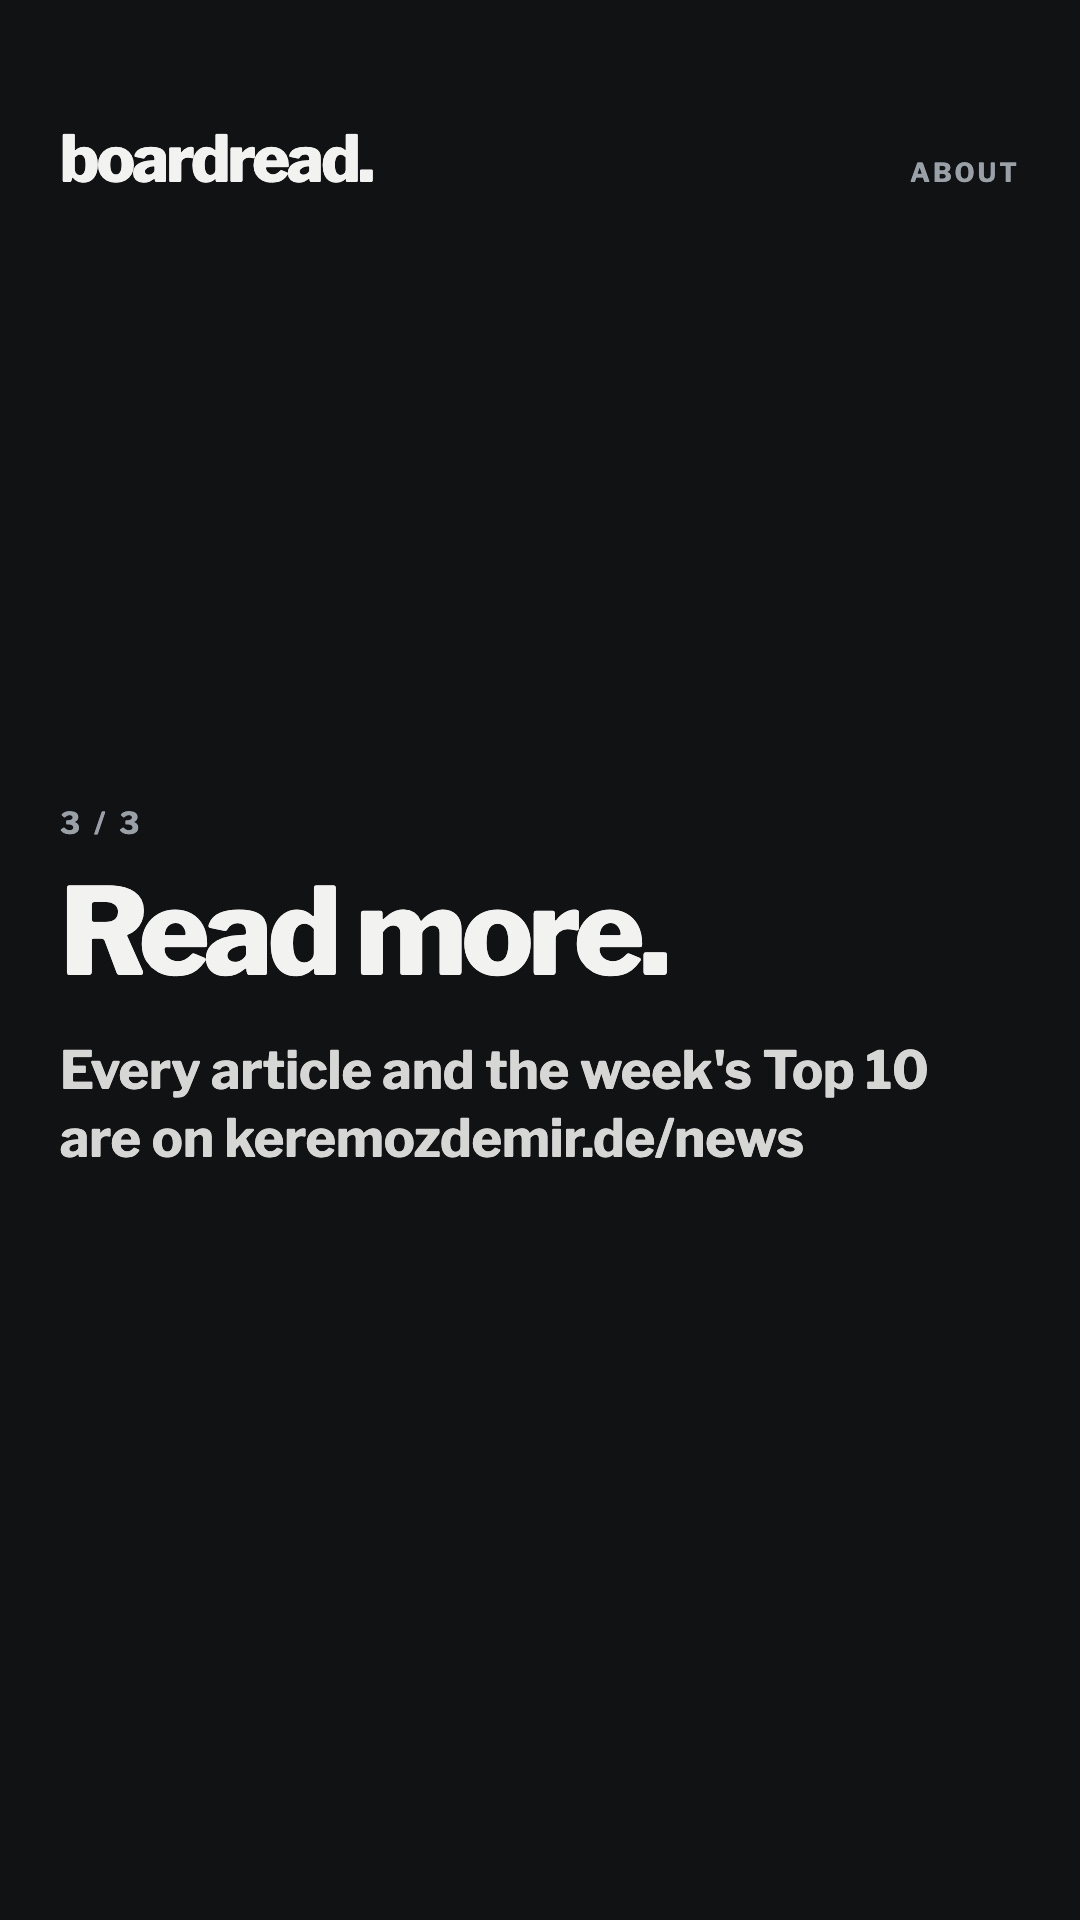 boardread.
ABOUT
3 / 3
Read more.
Every article and the week's Top 10
are on keremozdemir.de/news